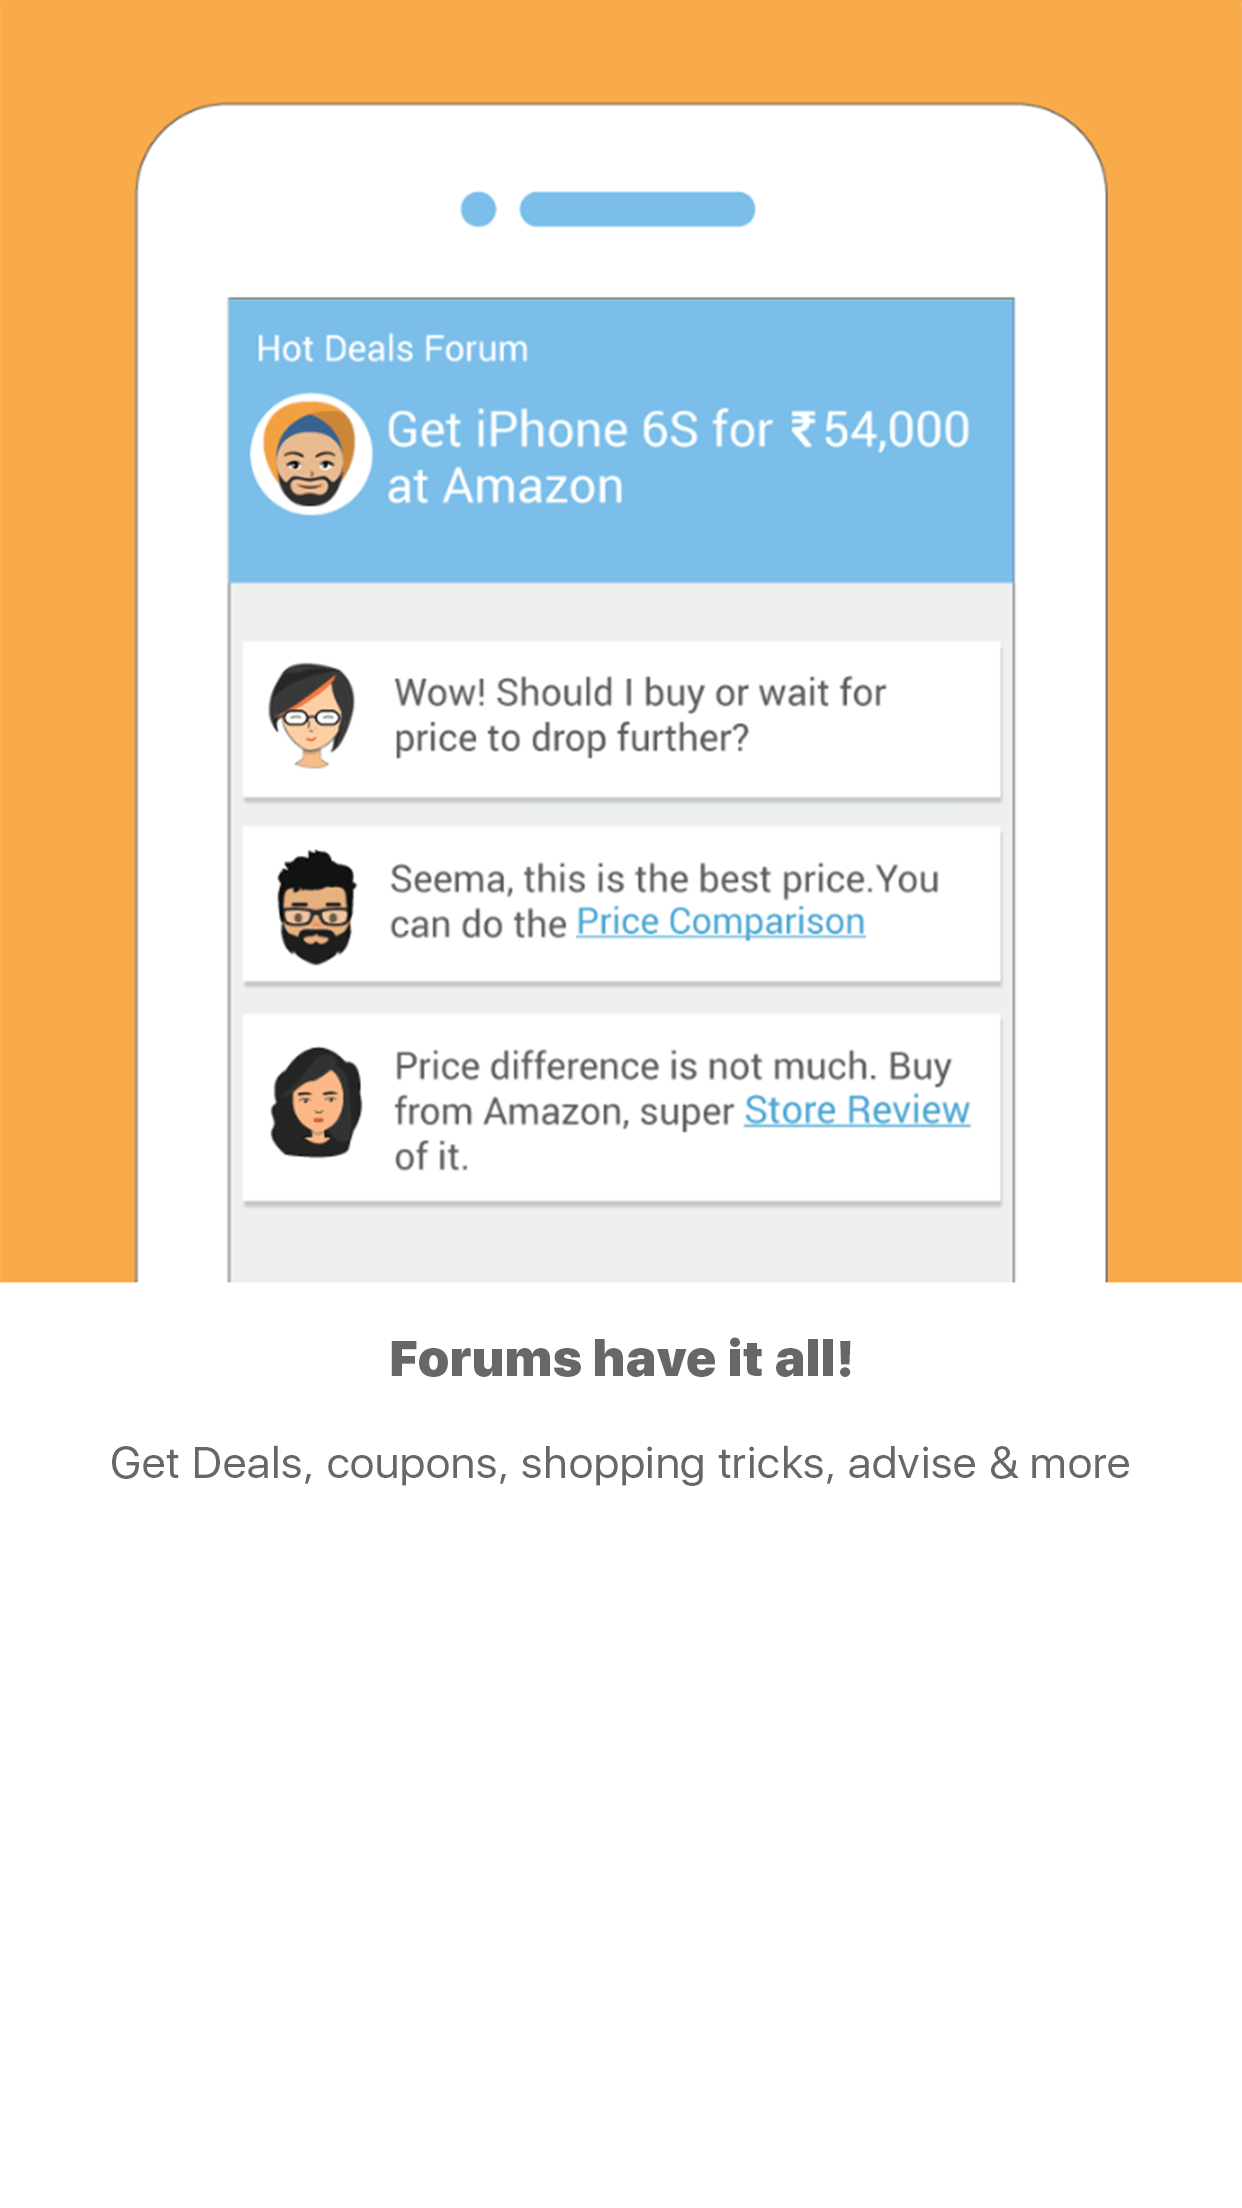 Hot Deals Forum
Get iPhone 6S for ₹54,000
at Amazon
Wow! Should I buy or wait for
price to drop further?
Seema, this is the best price.You
can do the Price Comparison
Price difference is not much. Buy
from Amazon, super Store Review
of it.
Forums have it all!
Get Deals, coupons, shopping tricks, advise & more